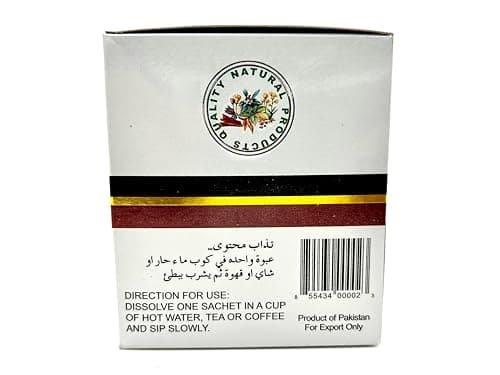 QUALITY NATURAL PRODUCTS
تذاب محتوى..
عبوة واحده في كوب ماء حار او
شاي او قهوة ثم يشرب ببطئ
DIRECTION FOR USE:
DISSOLVE ONE SACHET IN A CUP
OF HOT WATER, TEA OR COFFEE
AND SIP SLOWLY.
8 55434 00002 3
Product of Pakistan
For Export Only